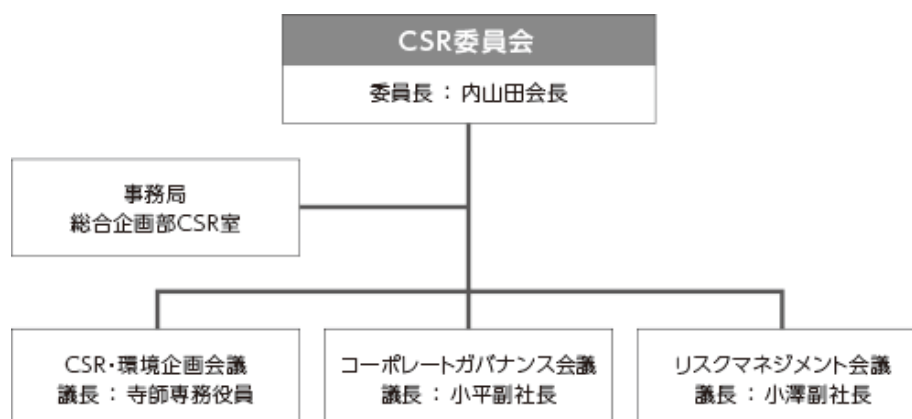 CSR委員会
委員長 : 内山田会長
事務局
総合企画部CSR室
CSR・環境企画会議
議長 : 寺師専務役員
コーポレートガバナンス会議
議長 : 小平副社長
リスクマネジメント会議
議長 : 小澤副社長